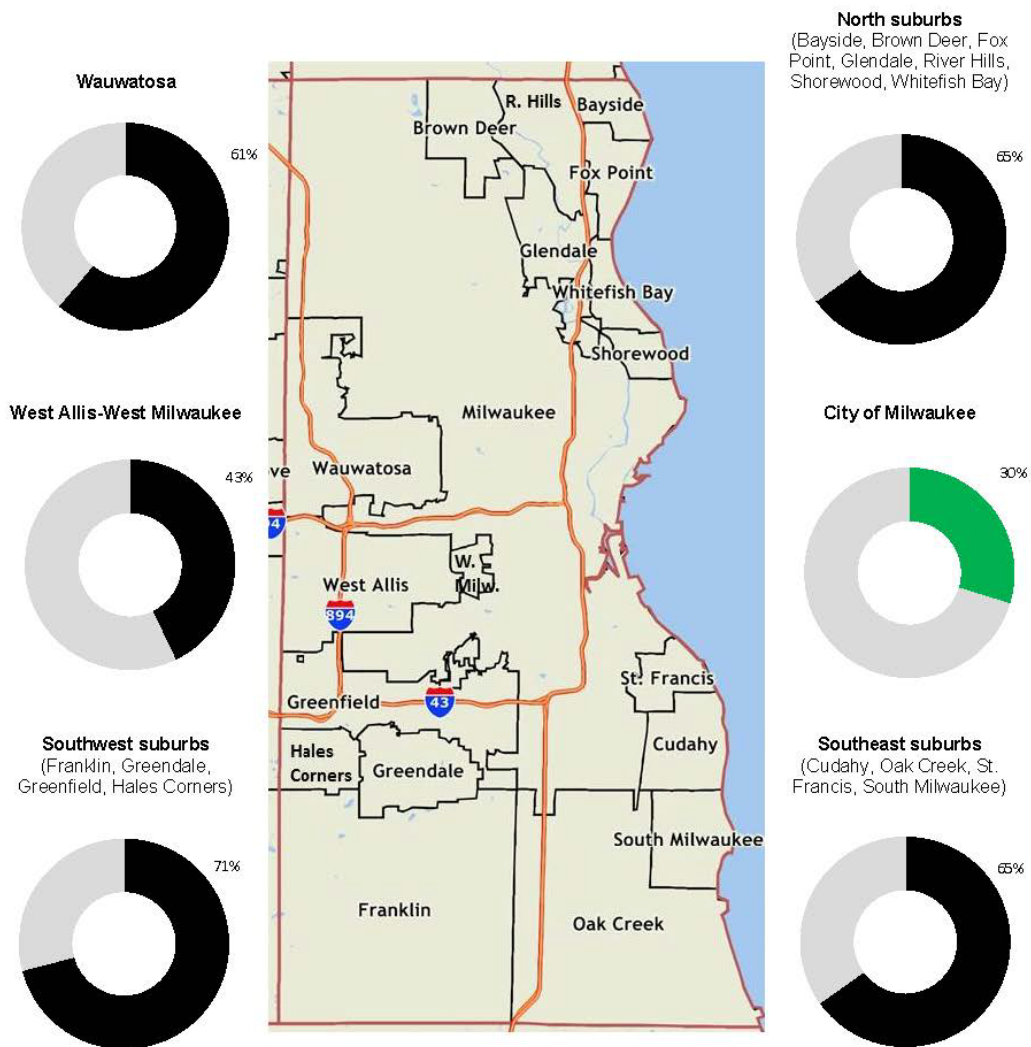 North suburbs
(Bayside, Brown Deer, Fox
Point, Glendale, River Hills,
Shorewood, Whitefish Bay)
65%
Wauwatosa
61%
R. Hills
Bayside
Brown Deer
Fox Point
Glendale
Whitefish Bay
Shorewood
Milwaukee
Wauwatosa
ve
94
West Allis
W.
Milw.
894
St. Francis
Greenfield
43
Cudahy
Hales
Corners
Greendale
South Milwaukee
Franklin
Oak Creek
West Allis-West Milwaukee
43%
City of Milwaukee
30%
Southwest suburbs
(Franklin, Greendale,
Greenfield, Hales Corners)
71%
Southeast suburbs
(Cudahy, Oak Creek, St.
Francis, South Milwaukee)
65%